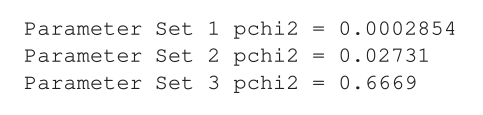 Parameter Set 1 pchi2 = 0.0002854
Parameter Set 2 pchi2 = 0.02731
Parameter Set 3 pchi2 = 0.6669